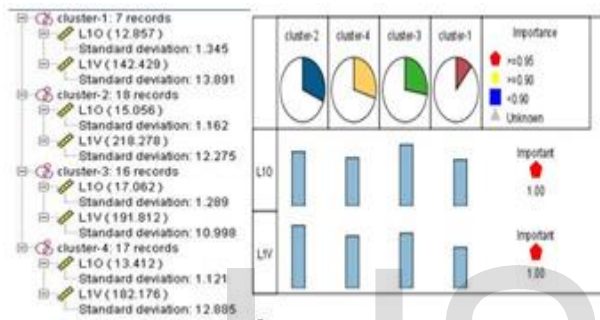 cluster-1: 7 records
L1O (12.857)
Standard deviation: 1.345
L1V (142.429)
Standard deviation: 13.891
cluster-2: 18 records
L1O (15.056)
Standard deviation: 1.162
L1V (218.278)
Standard deviation: 12.275
cluster-3: 16 records
L1O (17.062)
Standard deviation: 1.289
L1V (191.812)
Standard deviation: 10.998
cluster-4: 17 records
L1O (13.412)
Standard deviation: 1.121
L1V (182.176)
Standard deviation: 12.885
cluster-2 cluster-4 cluster-3 cluster-1 Importance
>=0.95
>=0.90
<0.90
Unknown
L1O
Important
1.00
L1V
Important
1.00